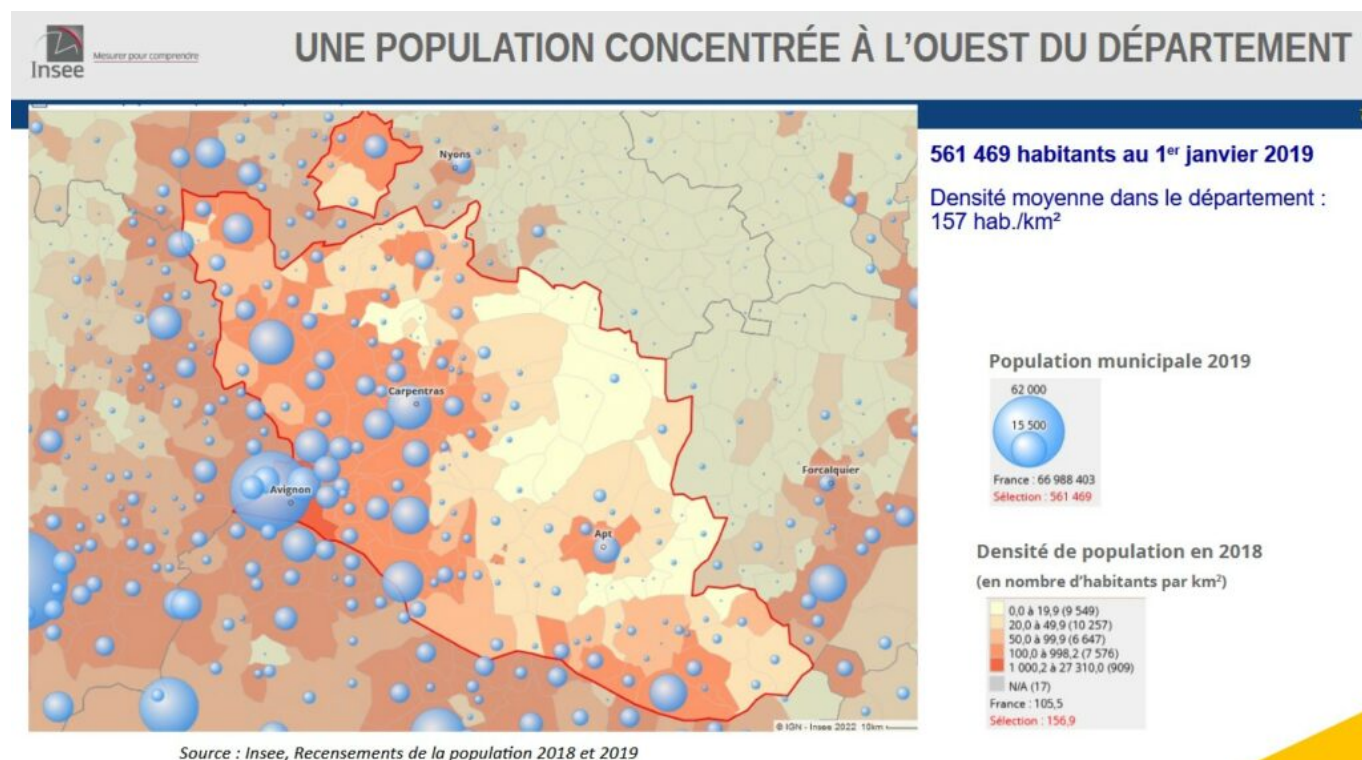 Insee
Mesurer pour comprendre
UNE POPULATION CONCENTRÉE À L'OUEST DU DÉPARTEMENT
561 469 habitants au 1er janvier 2019
Densité moyenne dans le département :
157 hab./km²
Nyons
Carpentras
Avignon
Apt
Forcalquier
© IGN - Insee 2022 10km
Population municipale 2019
62 000
15 500
France : 66 988 403
Sélection : 561 469
Densité de population en 2018
(en nombre d'habitants par km²)
0,0 à 19,9 (9 549)
20,0 à 49,9 (10 257)
50,0 à 99,9 (6 647)
100,0 à 998,2 (7 576)
1 000,2 à 27 310,0 (909)
N/A (17)
France : 105,5
Sélection : 156,9
Source : Insee, Recensements de la population 2018 et 2019